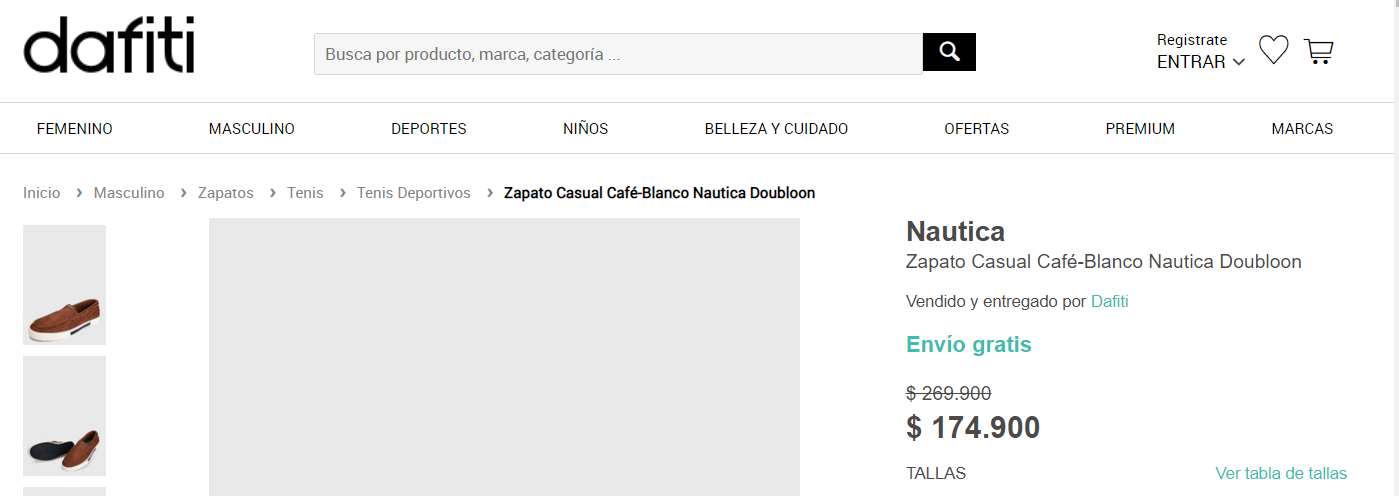 dafiti
Busca por producto, marca, categoría ...
Registrate
ENTRAR
FEMENINO MASCULINO DEPORTES NIÑOS BELLEZA Y CUIDADO OFERTAS PREMIUM MARCAS
Inicio › Masculino › Zapatos › Tenis › Tenis Deportivos › Zapato Casual Café-Blanco Nautica Doubloon
Nautica
Zapato Casual Café-Blanco Nautica Doubloon
Vendido y entregado por Dafiti
Envío gratis
$ 269.900
$ 174.900
TALLAS Ver tabla de tallas